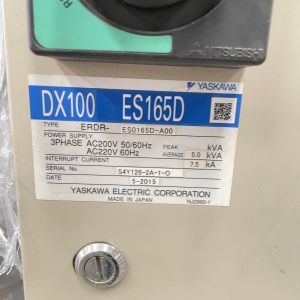 MITSUBISHI
YASKAWA
DX100 ES165D
TYPE ERDR- ES0165D-A00
POWER SUPPLY
3PHASE AC200V 50/60Hz PEAK kVA
AC220V 60Hz AVERAGE 5.0 kVA
INTERRUPT CURRENT 7.5 kA
SERIAL No. S4Y126-2A-1-0
DATE 5-2015
YASKAWA ELECTRIC CORPORATION
MADE IN JAPAN NJ2960-1